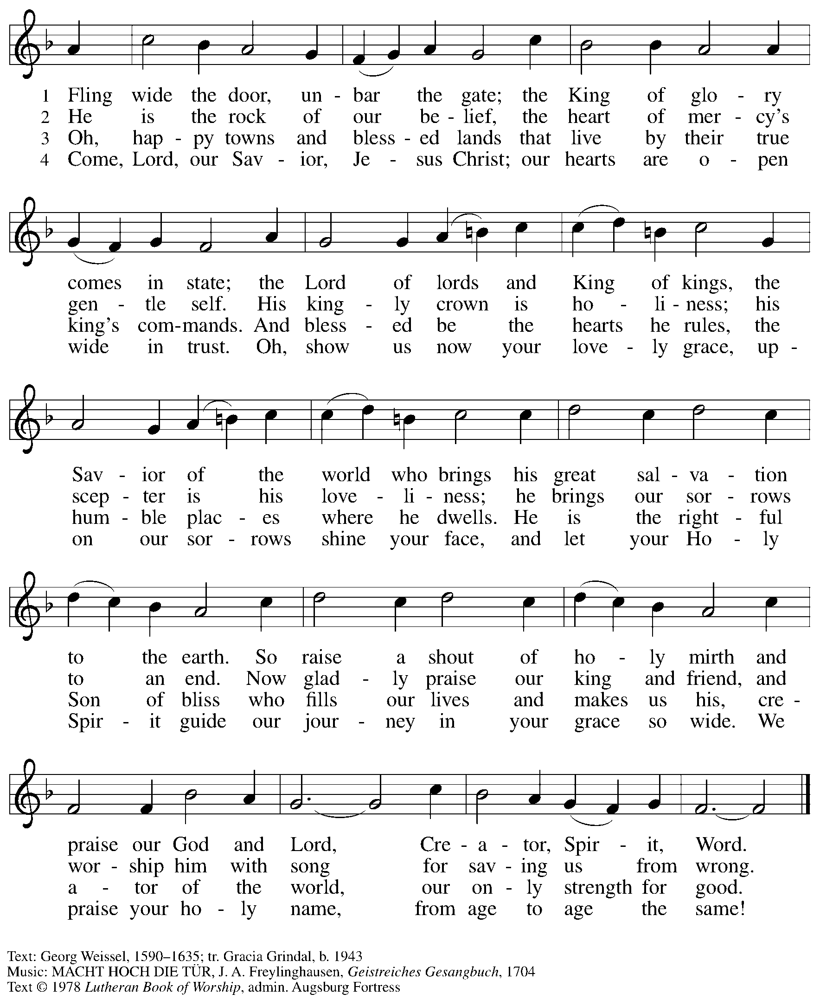 1 Fling wide the door, un - bar the gate; the King of glo - ry
2 He is the rock of our be - lief, the heart of mer - cy’s
3 Oh, hap - py towns and bless - ed lands that live by their true
4 Come, Lord, our Sav - ior, Je - sus Christ; our hearts are o - pen
comes in state; the Lord of lords and King of kings, the
gen - tle self. His king - ly crown is ho - li - ness; his
king’s com-mands. And bless - ed be the hearts he rules, the
wide in trust. Oh, show us now your love - ly grace, up -
Sav - ior of the world who brings his great sal - va - tion
scep - ter is his love - li - ness; he brings our sor - rows
hum - ble plac - es where he dwells. He is the right - ful
on our sor - rows shine your face, and let your Ho - ly
to the earth. So raise a shout of ho - ly mirth and
to an end. Now glad - ly praise our king and friend, and
Son of bliss who fills our lives and makes us his, cre -
Spir - it guide our jour - ney in your grace so wide. We
praise our God and Lord, Cre - a - tor, Spir - it, Word.
wor - ship him with song for sav - ing us from wrong.
a - tor of the world, our on - ly strength for good.
praise your ho - ly name, from age to age the same!
Text: Georg Weissel, 1590–1635; tr. Gracia Grindal, b. 1943
Music: MACHT HOCH DIE TÜR, J. A. Freylinghausen, Geistreiches Gesangbuch, 1704
Text © 1978 Lutheran Book of Worship, admin. Augsburg Fortress